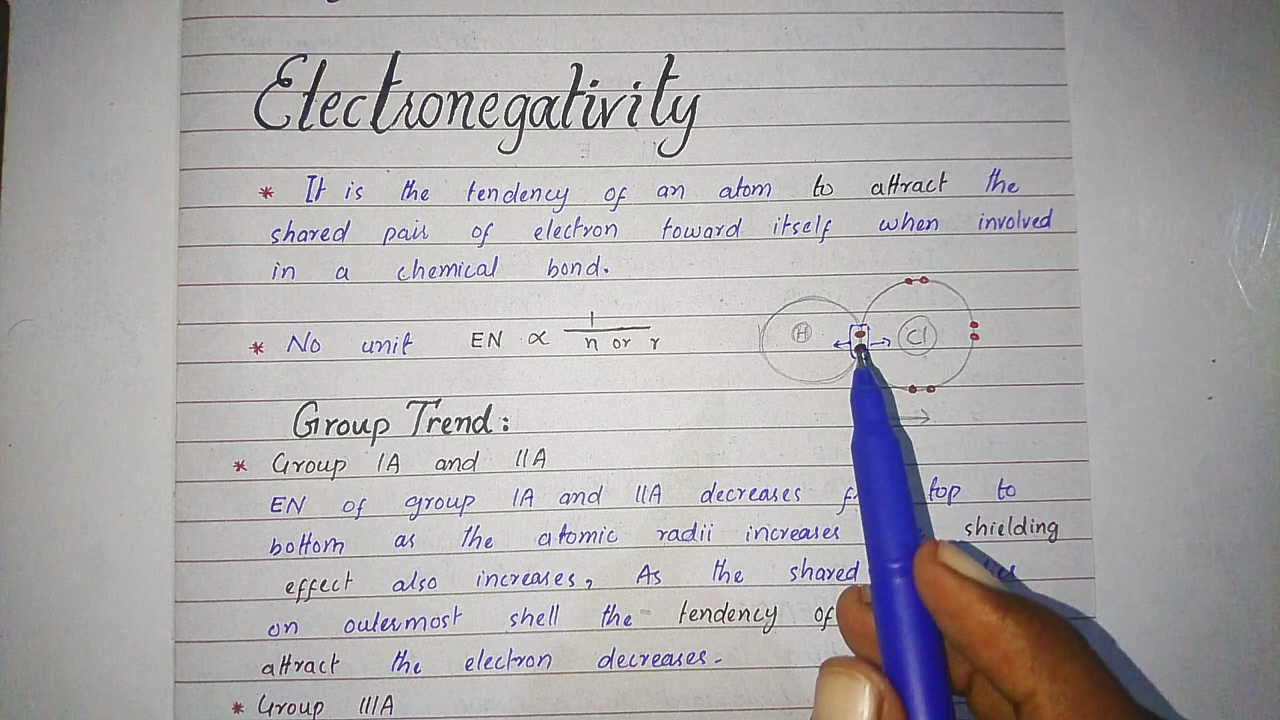 Electronegativity
* It is the tendency of an atom to attract the
shared pair of electron toward itself when involved
in a chemical bond.
* No unit EN ∝ 1/n or r
H Cl
Group Trend:
* Group IA and IIA
EN of group IA and IIA decreases top to
bottom as the atomic radii increases shielding
effect also increases, As the shared
on outermost shell the tendency of
attract the electron decreases.
* Group IIIA